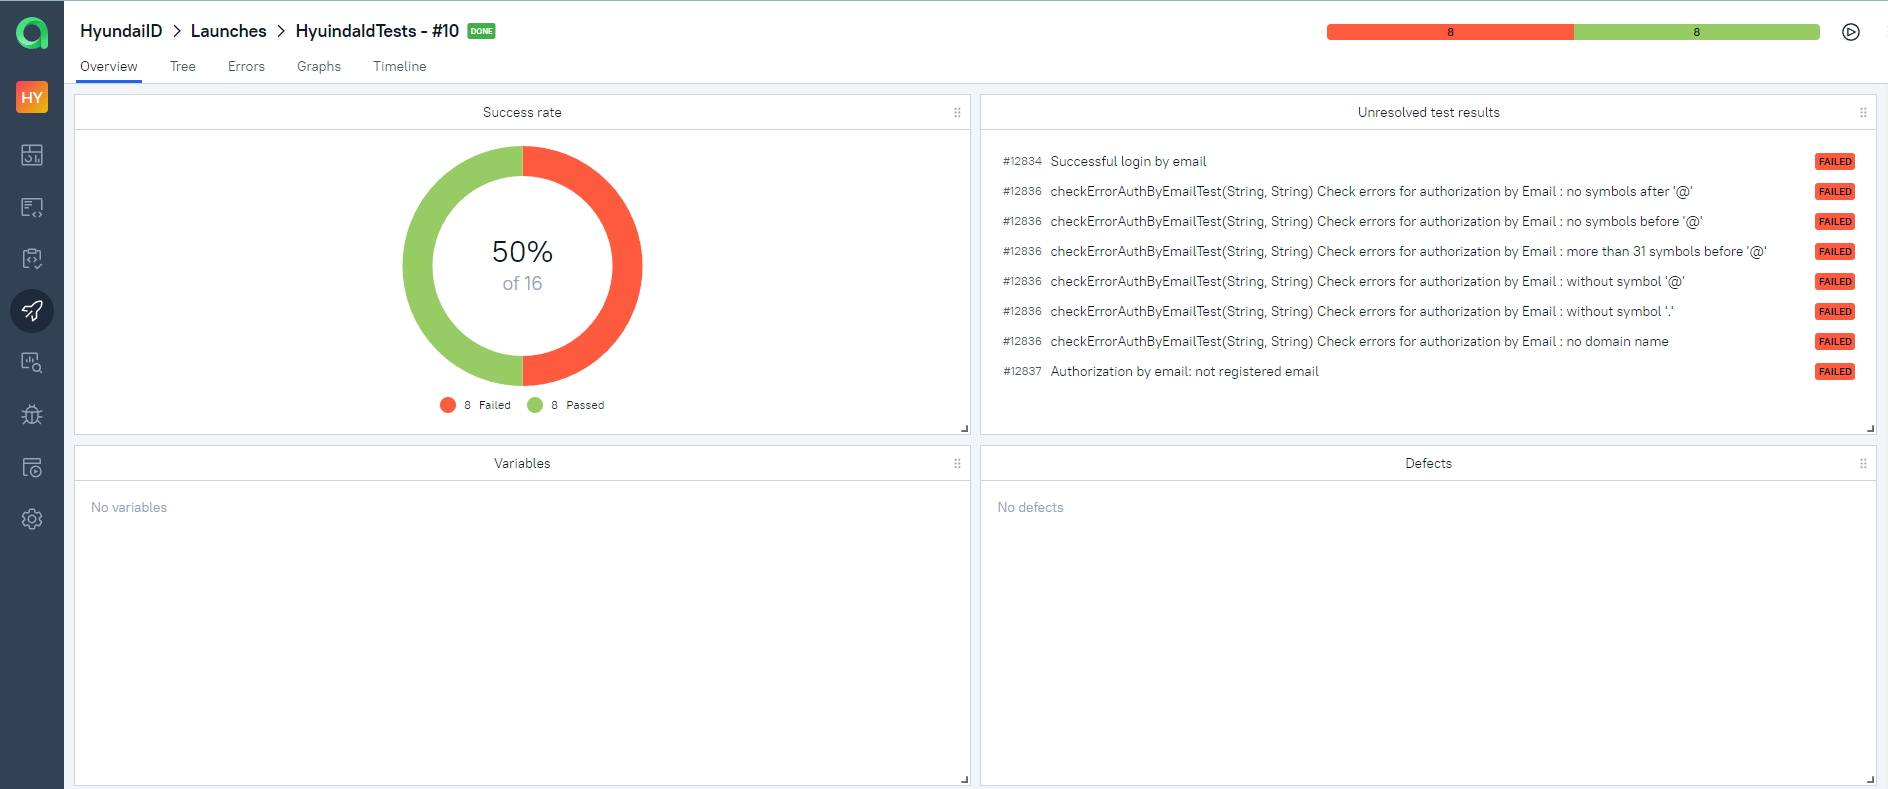 HyundaiID > Launches > HyuindaIdTests - #10 DONE
8 8
HY
Overview Tree Errors Graphs Timeline
Success rate
50%
of 16
8 Failed 8 Passed
Unresolved test results
#12834 Successful login by email FAILED
#12836 checkErrorAuthByEmailTest(String, String) Check errors for authorization by Email : no symbols after '@' FAILED
#12836 checkErrorAuthByEmailTest(String, String) Check errors for authorization by Email : no symbols before '@' FAILED
#12836 checkErrorAuthByEmailTest(String, String) Check errors for authorization by Email : more than 31 symbols before '@' FAILED
#12836 checkErrorAuthByEmailTest(String, String) Check errors for authorization by Email : without symbol '@' FAILED
#12836 checkErrorAuthByEmailTest(String, String) Check errors for authorization by Email : without symbol '.' FAILED
#12836 checkErrorAuthByEmailTest(String, String) Check errors for authorization by Email : no domain name FAILED
#12837 Authorization by email: not registered email FAILED
Variables
No variables
Defects
No defects